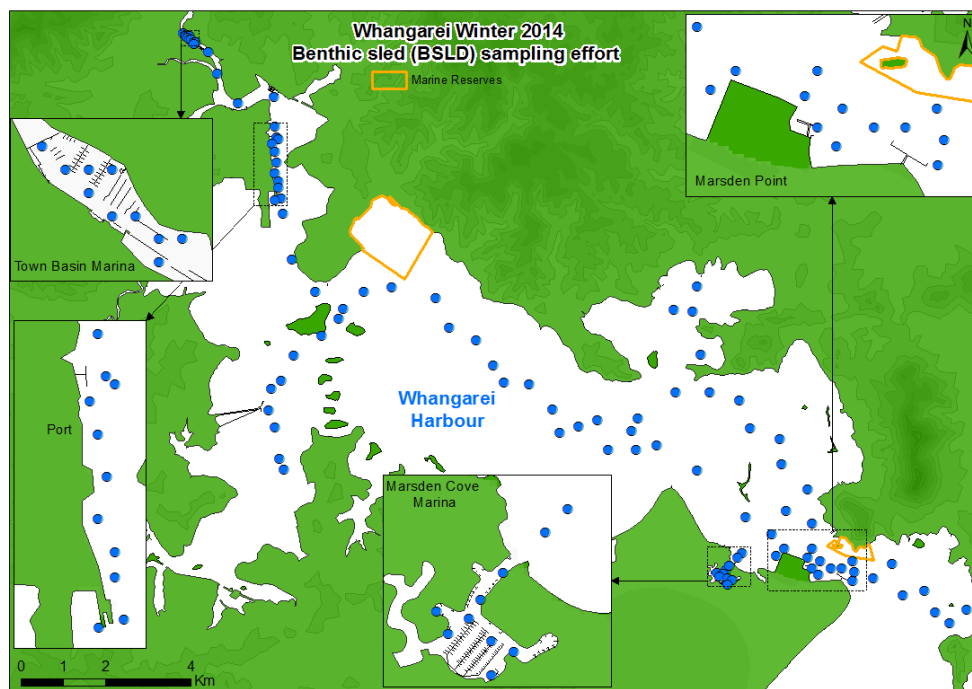 Whangarei Winter 2014
Benthic sled (BSLD) sampling effort
Marine Reserves
N
Marsden Point
Town Basin Marina
Port
Whangarei
Harbour
Marsden Cove
Marina
0 1 2 4
Km